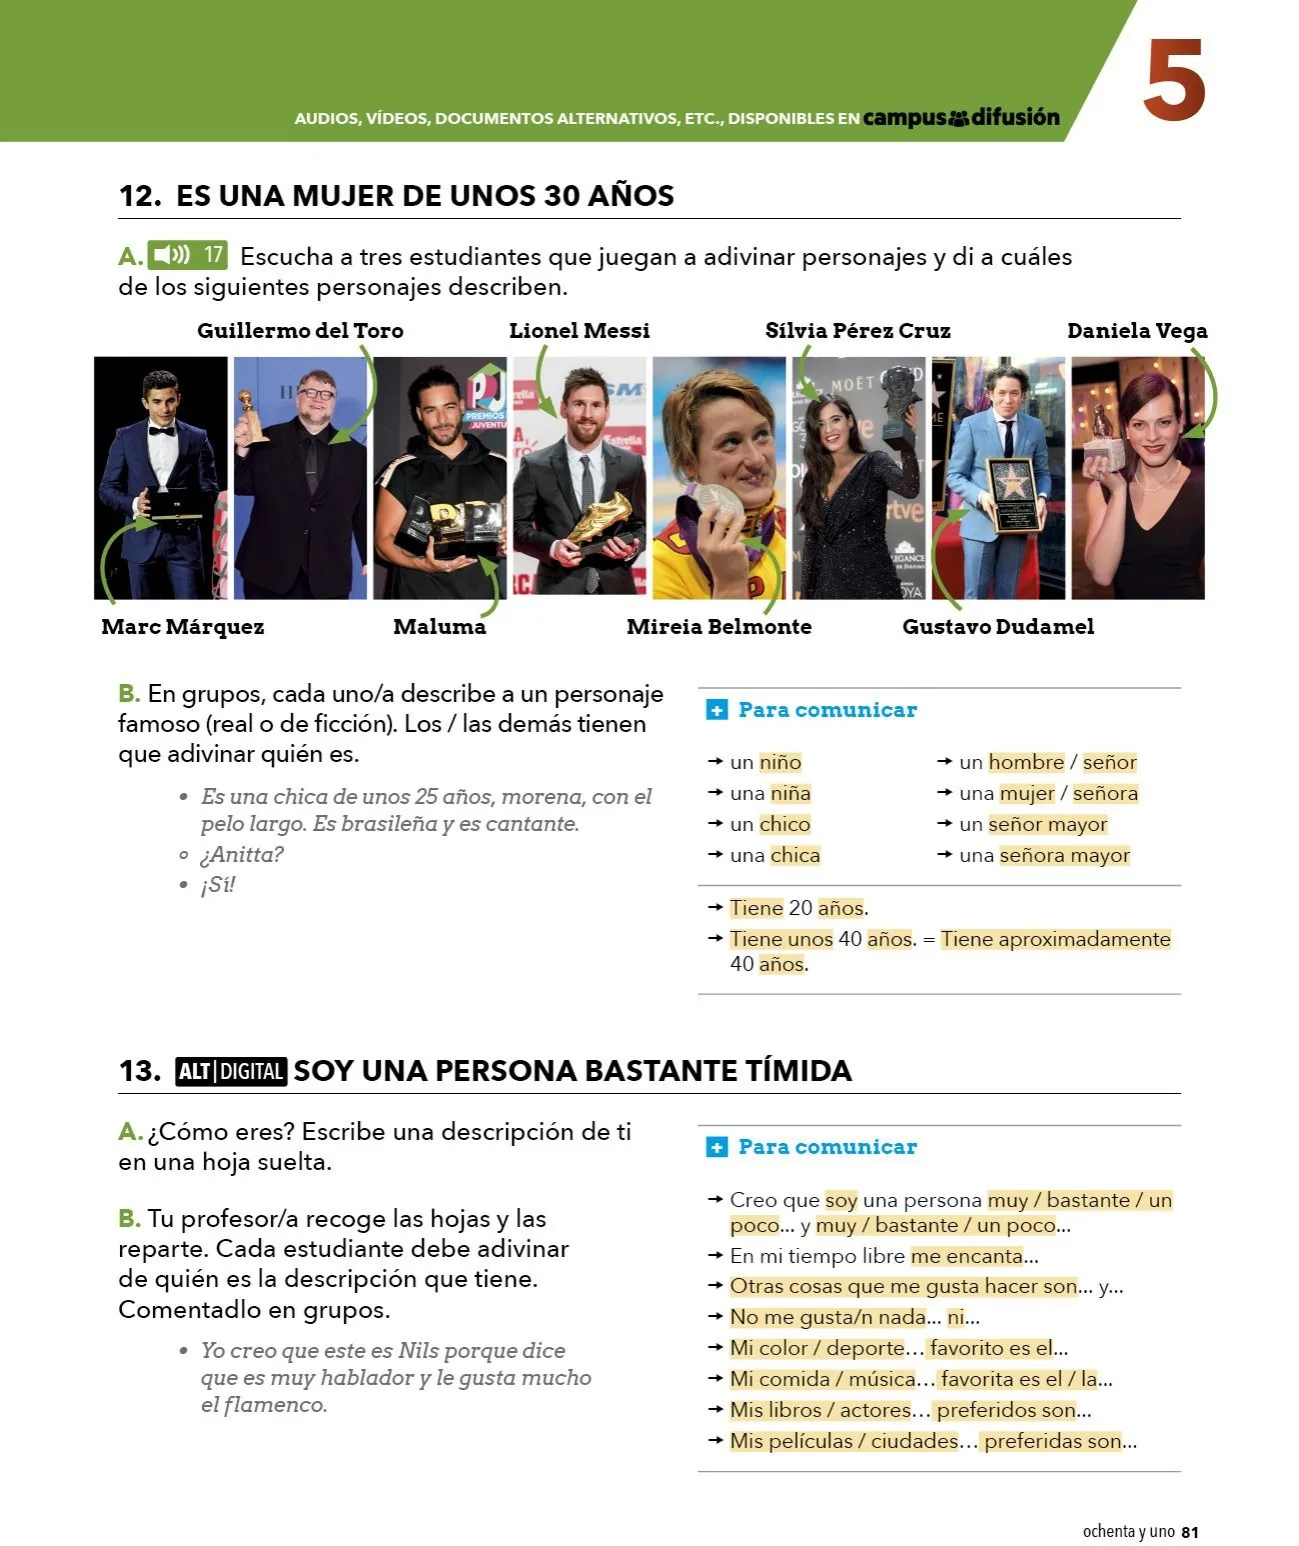 5
AUDIOS, VÍDEOS, DOCUMENTOS ALTERNATIVOS, ETC., DISPONIBLES EN campus difusión
12. ES UNA MUJER DE UNOS 30 AÑOS
A. 17 Escucha a tres estudiantes que juegan a adivinar personajes y di a cuáles
de los siguientes personajes describen.
Guillermo del Toro
Lionel Messi
Sílvia Pérez Cruz
Daniela Vega
PREMIOS
JUVENTU
SM
Estrella
MOËT
rtve
ELEGANCE
Marc Márquez
Maluma
Mireia Belmonte
Gustavo Dudamel
B. En grupos, cada uno/a describe a un personaje
famoso (real o de ficción). Los / las demás tienen
que adivinar quién es.
• Es una chica de unos 25 años, morena, con el
pelo largo. Es brasileña y es cantante.
◦ ¿Anitta?
• ¡Sí!
+ Para comunicar
→ un niño
→ una niña
→ un chico
→ una chica
→ un hombre / señor
→ una mujer / señora
→ un señor mayor
→ una señora mayor
→ Tiene 20 años.
→ Tiene unos 40 años. = Tiene aproximadamente
40 años.
13. ALT|DIGITAL SOY UNA PERSONA BASTANTE TÍMIDA
A. ¿Cómo eres? Escribe una descripción de ti
en una hoja suelta.
B. Tu profesor/a recoge las hojas y las
reparte. Cada estudiante debe adivinar
de quién es la descripción que tiene.
Comentadlo en grupos.
• Yo creo que este es Nils porque dice
que es muy hablador y le gusta mucho
el flamenco.
+ Para comunicar
→ Creo que soy una persona muy / bastante / un
poco... y muy / bastante / un poco...
→ En mi tiempo libre me encanta...
→ Otras cosas que me gusta hacer son... y...
→ No me gusta/n nada... ni...
→ Mi color / deporte… favorito es el...
→ Mi comida / música… favorita es el / la...
→ Mis libros / actores… preferidos son...
→ Mis películas / ciudades… preferidas son...
ochenta y uno 81